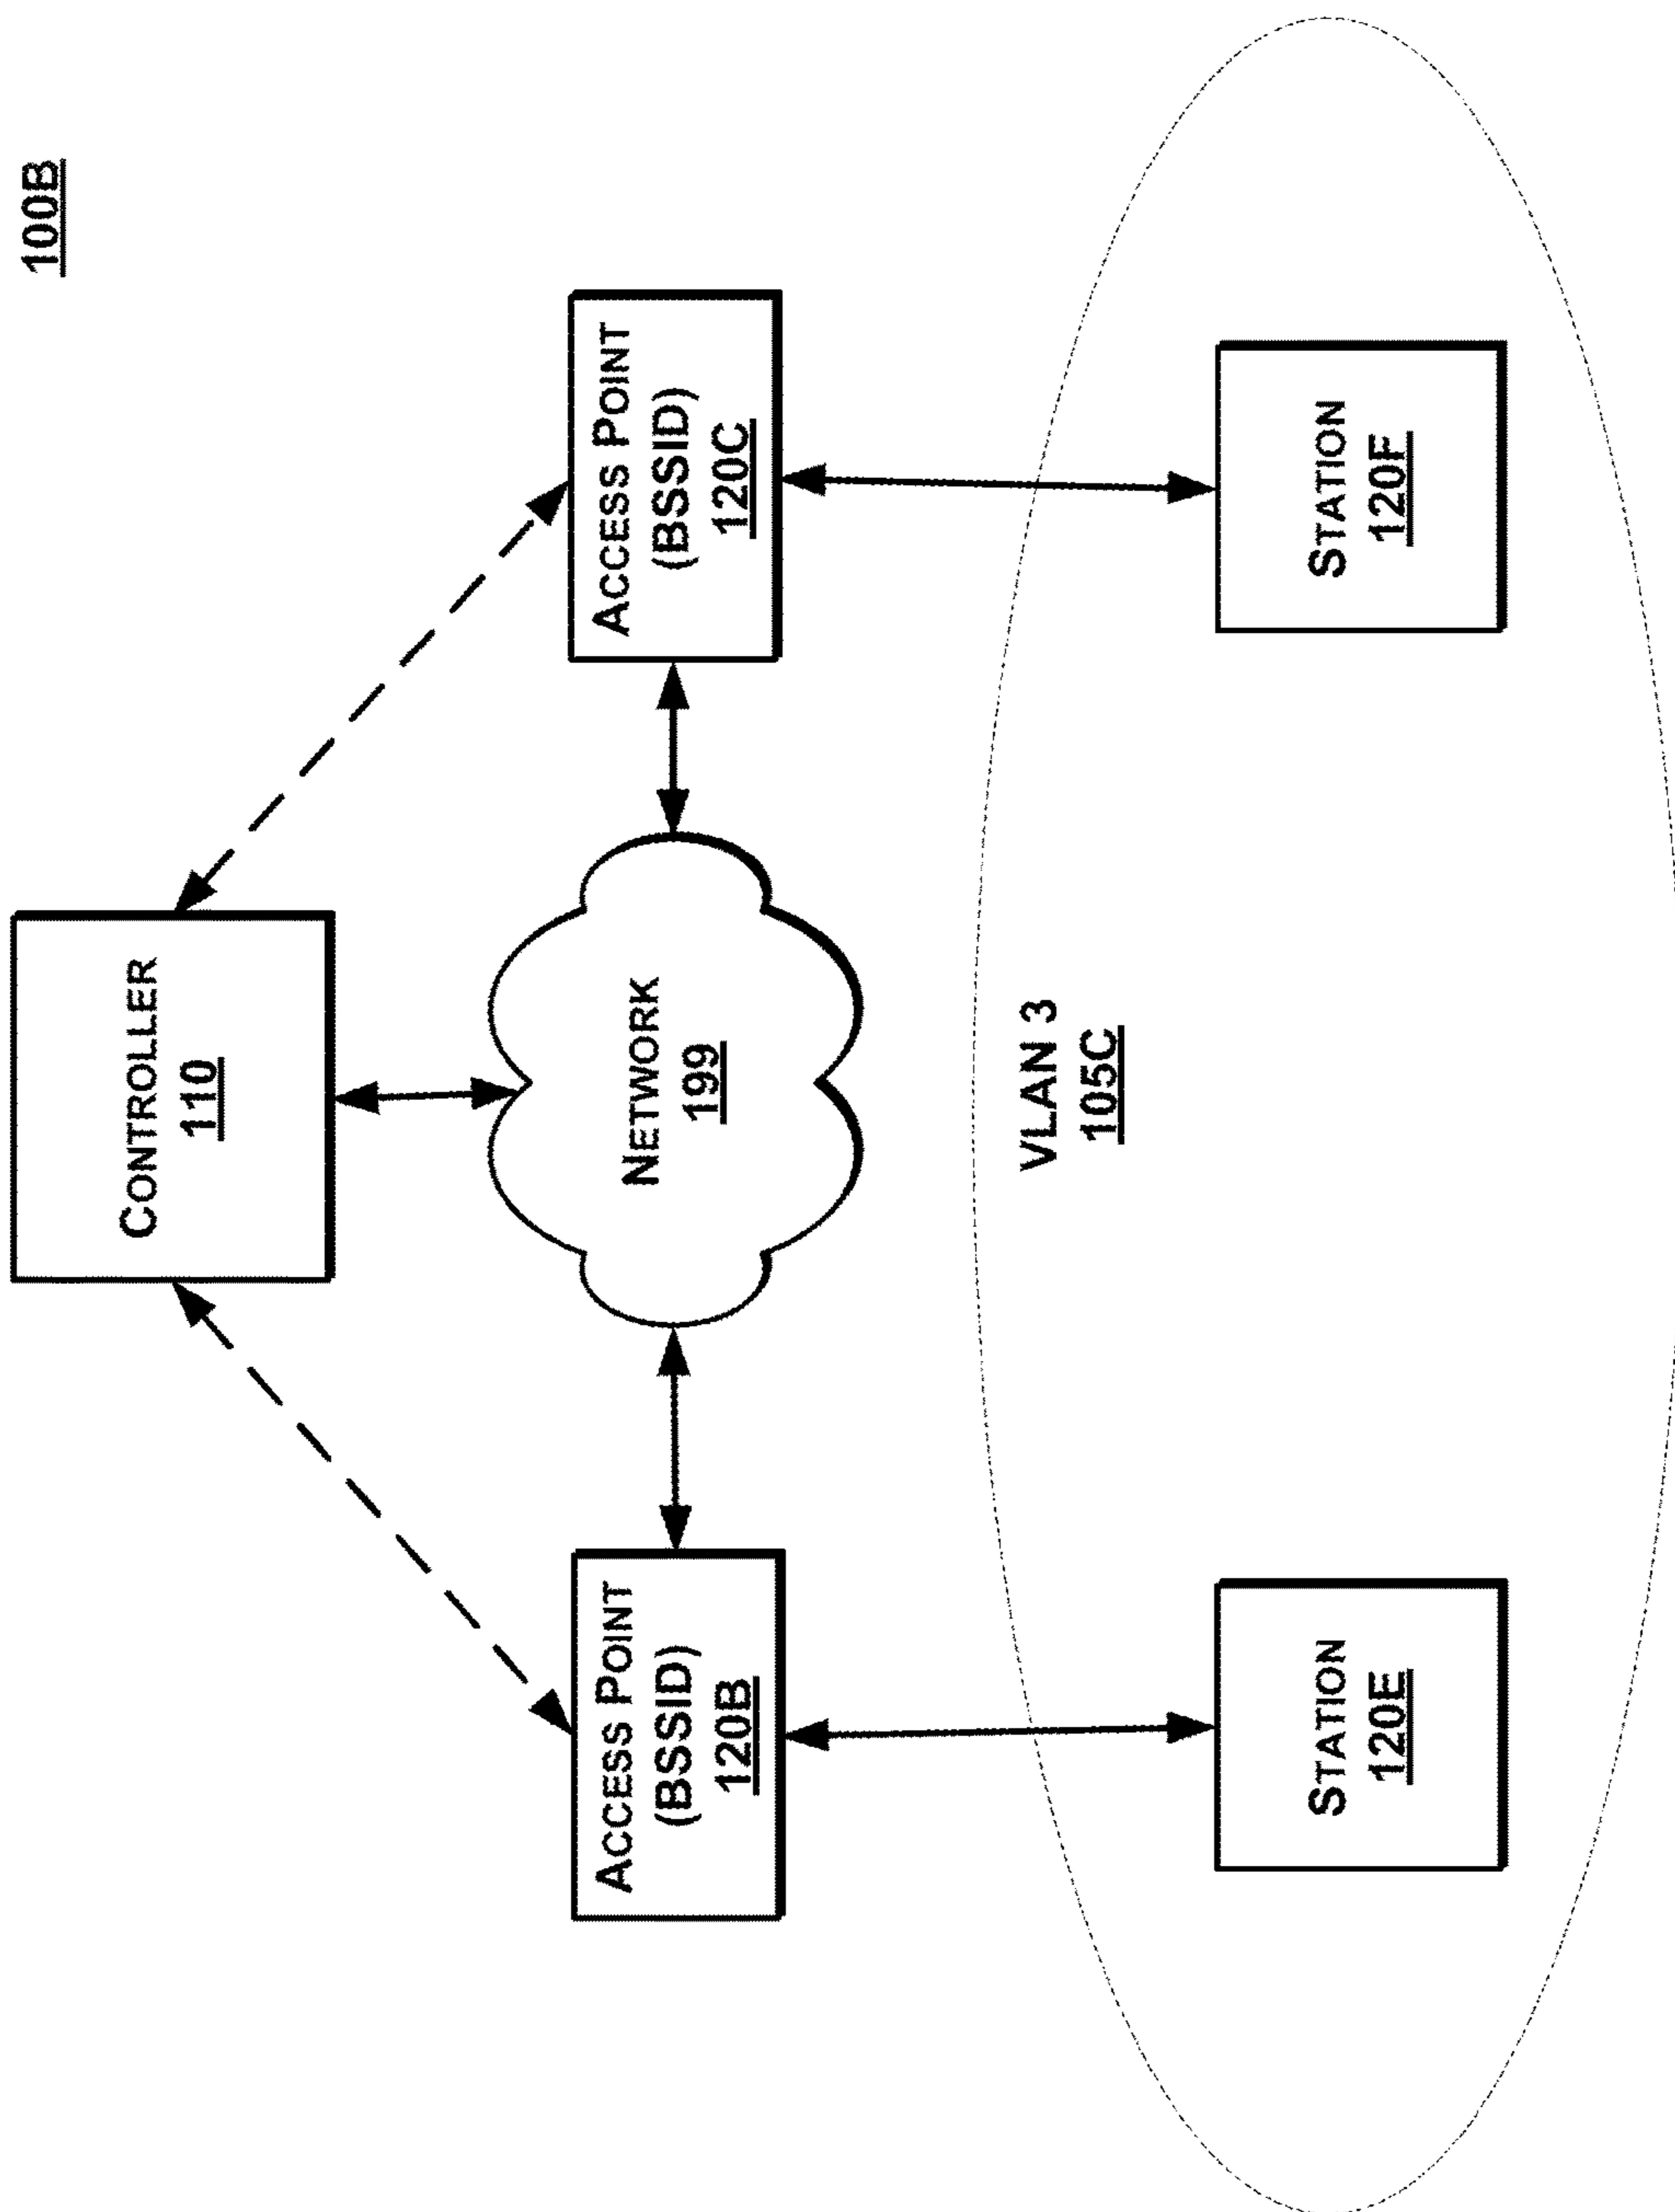 100B
CONTROLLER
110
NETWORK
199
ACCESS POINT
(BSSID)
120B
ACCESS POINT
(BSSID)
120C
VLAN 3
105C
STATION
120E
STATION
120F